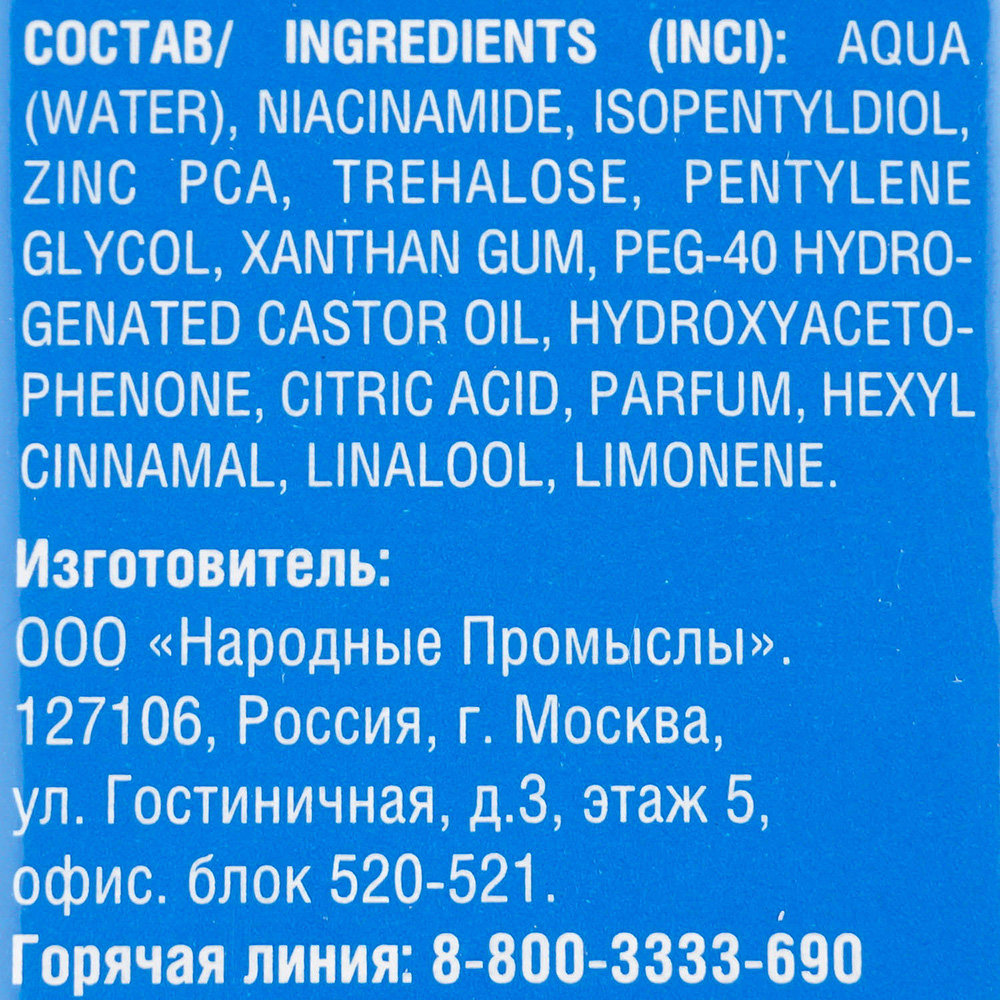 СОСТАВ/ INGREDIENTS (INCI): AQUA
(WATER), NIACINAMIDE, ISOPENTYLDIOL,
ZINC PCA, TREHALOSE, PENTYLENE
GLYCOL, XANTHAN GUM, PEG-40 HYDRO-
GENATED CASTOR OIL, HYDROXYACETO-
PHENONE, CITRIC ACID, PARFUM, HEXYL
CINNAMAL, LINALOOL, LIMONENE.
Изготовитель:
ООО «Народные Промыслы».
127106, Россия, г. Москва,
ул. Гостиничная, д.3, этаж 5,
офис. блок 520-521.
Горячая линия: 8-800-3333-690